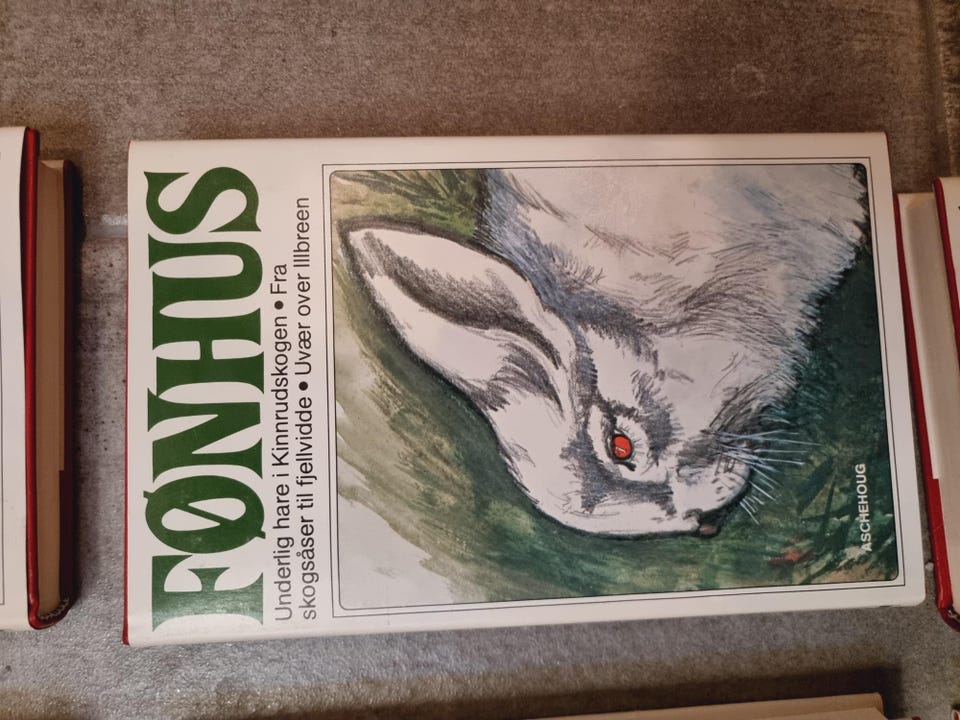 FØNHUS
Underlig hare i Kinnrudskogen • Fra
skogsåser til fjellvidde • Uvær over Illbreen
ASCHEHOUG